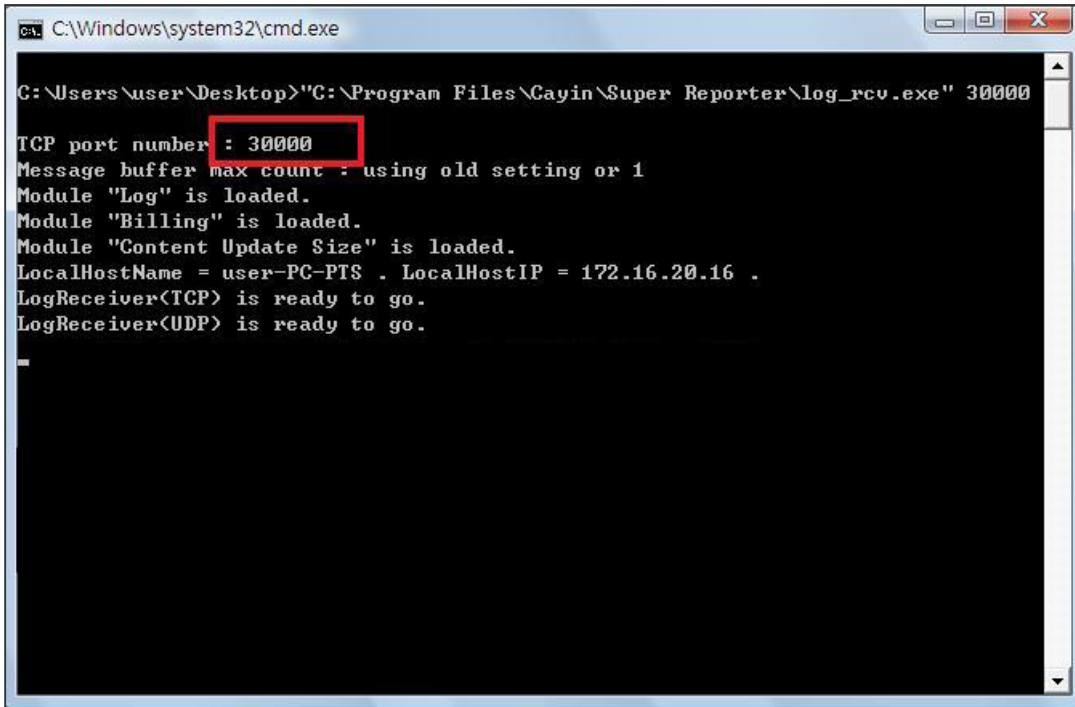 C:\Windows\system32\cmd.exe
C:\Users\user\Desktop>"C:\Program Files\Cayin\Super Reporter\log_rcv.exe" 30000
TCP port number : 30000
Message buffer max count : using old setting or 1
Module "Log" is loaded.
Module "Billing" is loaded.
Module "Content Update Size" is loaded.
LocalHostName = user-PC-PTS . LocalHostIP = 172.16.20.16 .
LogReceiver(TCP) is ready to go.
LogReceiver(UDP) is ready to go.